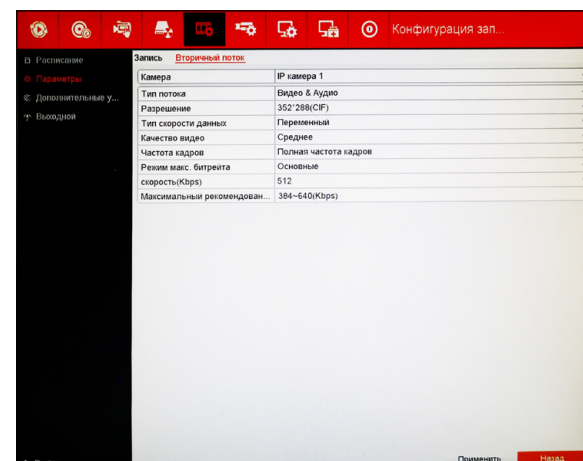 Конфигурация зап...
Расписание
Параметры
Дополнительные у...
Выходной
Запись Вторичный поток
Камера IP камера 1
Тип потока Видео & Аудио
Разрешение 352*288(CIF)
Тип скорости данных Переменный
Качество видео Среднее
Частота кадров Полная частота кадров
Режим макс. битрейта Основные
скорость(Kbps) 512
Максимальный рекомендован... 384~640(Kbps)
Применить Назад